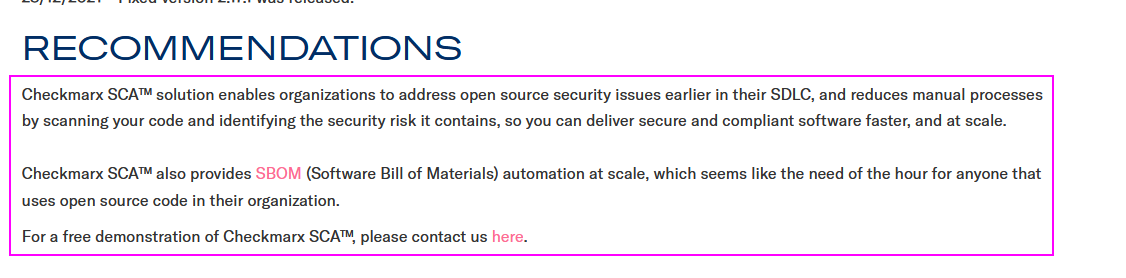 RECOMMENDATIONS
Checkmarx SCA™ solution enables organizations to address open source security issues earlier in their SDLC, and reduces manual processes
by scanning your code and identifying the security risk it contains, so you can deliver secure and compliant software faster, and at scale.
Checkmarx SCA™ also provides SBOM (Software Bill of Materials) automation at scale, which seems like the need of the hour for anyone that
uses open source code in their organization.
For a free demonstration of Checkmarx SCA™, please contact us here.